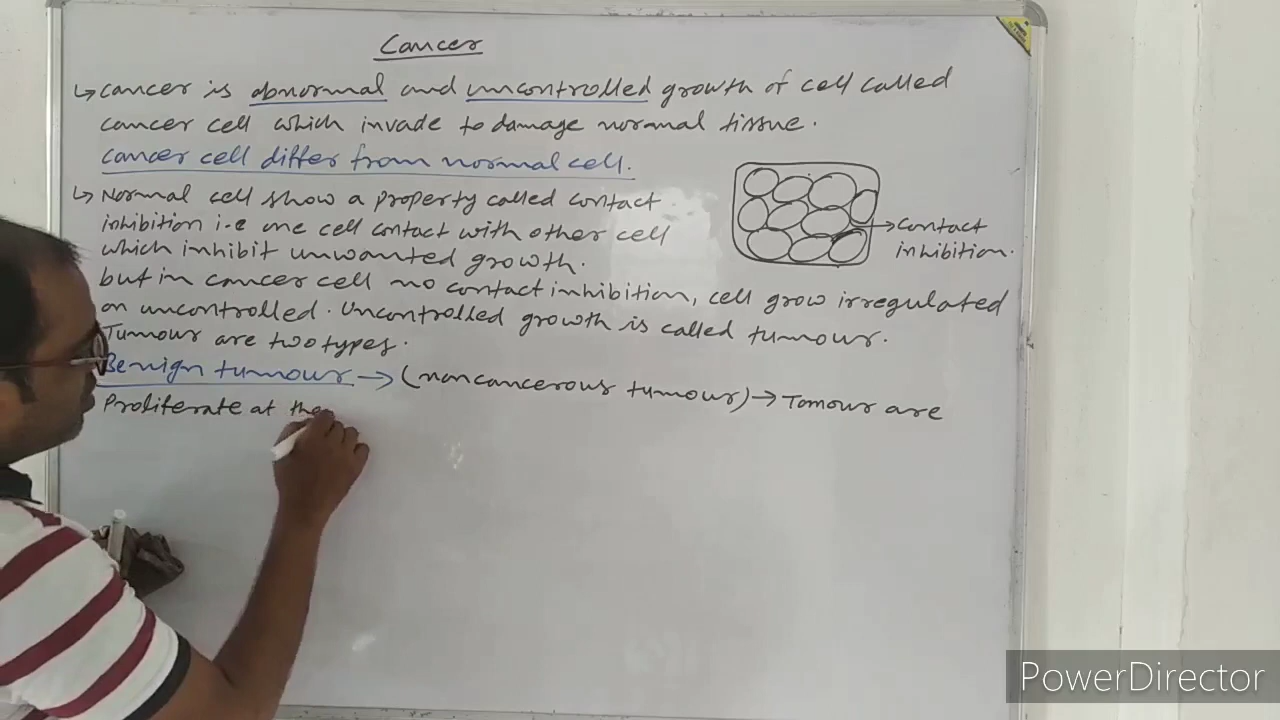 Cancer
↳ cancer is abnormal and uncontrolled growth of cell called
cancer cell which invade to damage normal tissue.
cancer cell differ from normal cell.
↳ Normal cell show a property called contact
inhibition i.e one cell contact with other cell
which inhibit unwanted growth.
→ Contact
inhibition.
but in cancer cell no contact inhibition, cell grow irregulated
on uncontrolled. Uncontrolled growth is called tumour.
Tumour are two types.
Benign tumour → (noncancerous tumour) → Tomour are
Proliferate at the
PowerDirector